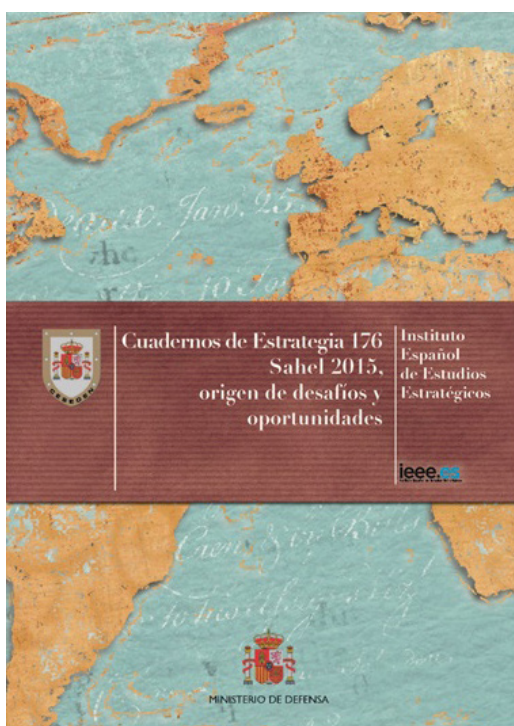 Cuadernos de Estrategia 176
Sahel 2015,
origen de desafíos y
oportunidades
Instituto
Español
de Estudios
Estratégicos
ieee.es
MINISTERIO DE DEFENSA